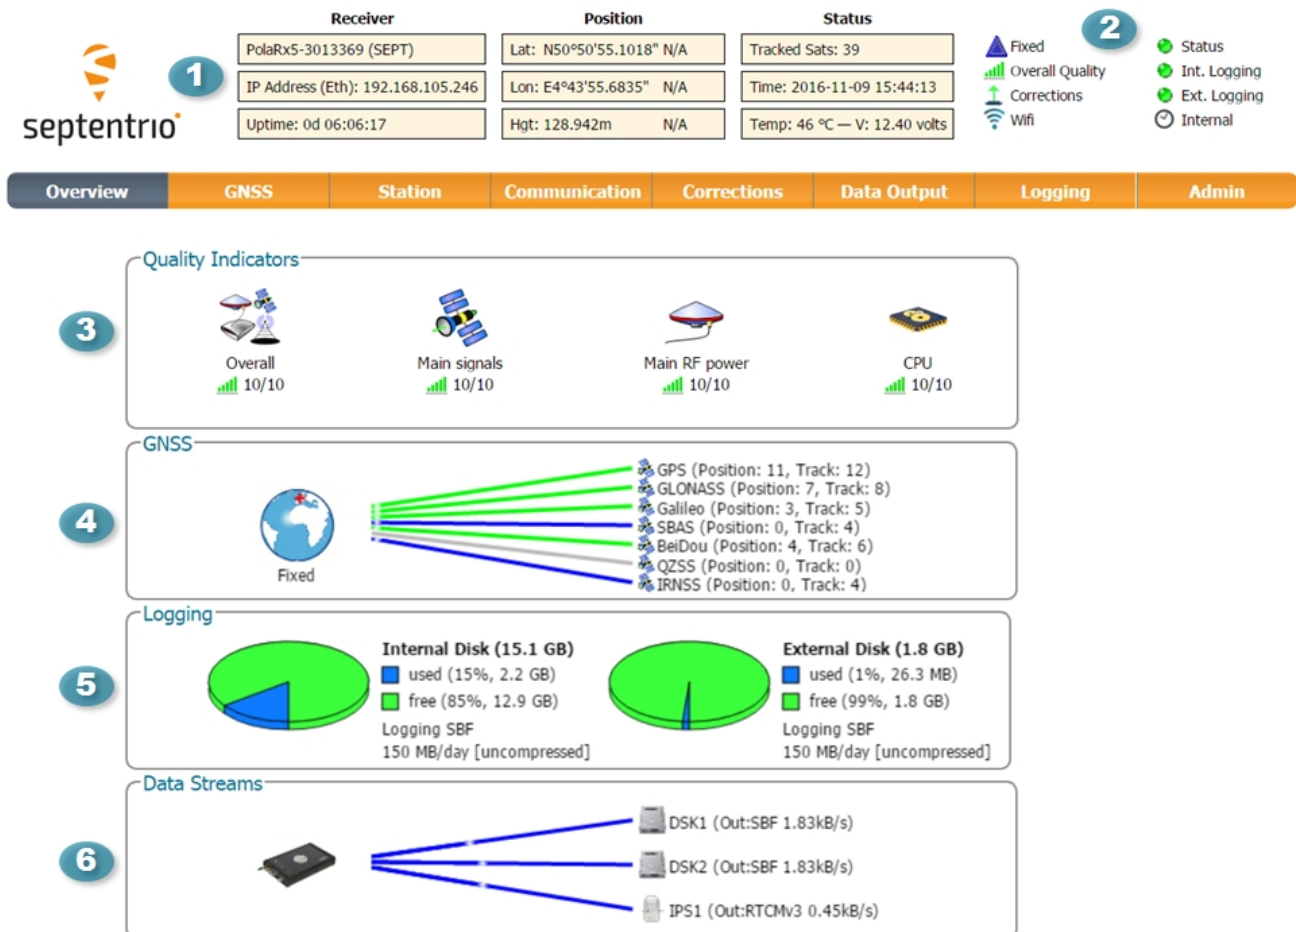 Receiver
Position
Status
2
septentrio
1
PolaRx5-3013369 (SEPT)
IP Address (Eth): 192.168.105.246
Uptime: 0d 06:06:17
Lat: N50°50'55.1018" N/A
Lon: E4°43'55.6835" N/A
Hgt: 128.942m N/A
Tracked Sats: 39
Time: 2016-11-09 15:44:13
Temp: 46 °C — V: 12.40 volts
Fixed
Overall Quality
Corrections
Wifi
Status
Int. Logging
Ext. Logging
Internal
Overview GNSS Station Communication Corrections Data Output Logging Admin
Quality Indicators
3
Overall
10/10
Main signals
10/10
Main RF power
10/10
CPU
10/10
GNSS
4
Fixed
GPS (Position: 11, Track: 12)
GLONASS (Position: 7, Track: 8)
Galileo (Position: 3, Track: 5)
SBAS (Position: 0, Track: 4)
BeiDou (Position: 4, Track: 6)
QZSS (Position: 0, Track: 0)
IRNSS (Position: 0, Track: 4)
Logging
5
Internal Disk (15.1 GB)
used (15%, 2.2 GB)
free (85%, 12.9 GB)
Logging SBF
150 MB/day [uncompressed]
External Disk (1.8 GB)
used (1%, 26.3 MB)
free (99%, 1.8 GB)
Logging SBF
150 MB/day [uncompressed]
Data Streams
6
DSK1 (Out:SBF 1.83kB/s)
DSK2 (Out:SBF 1.83kB/s)
IPS1 (Out:RTCMv3 0.45kB/s)